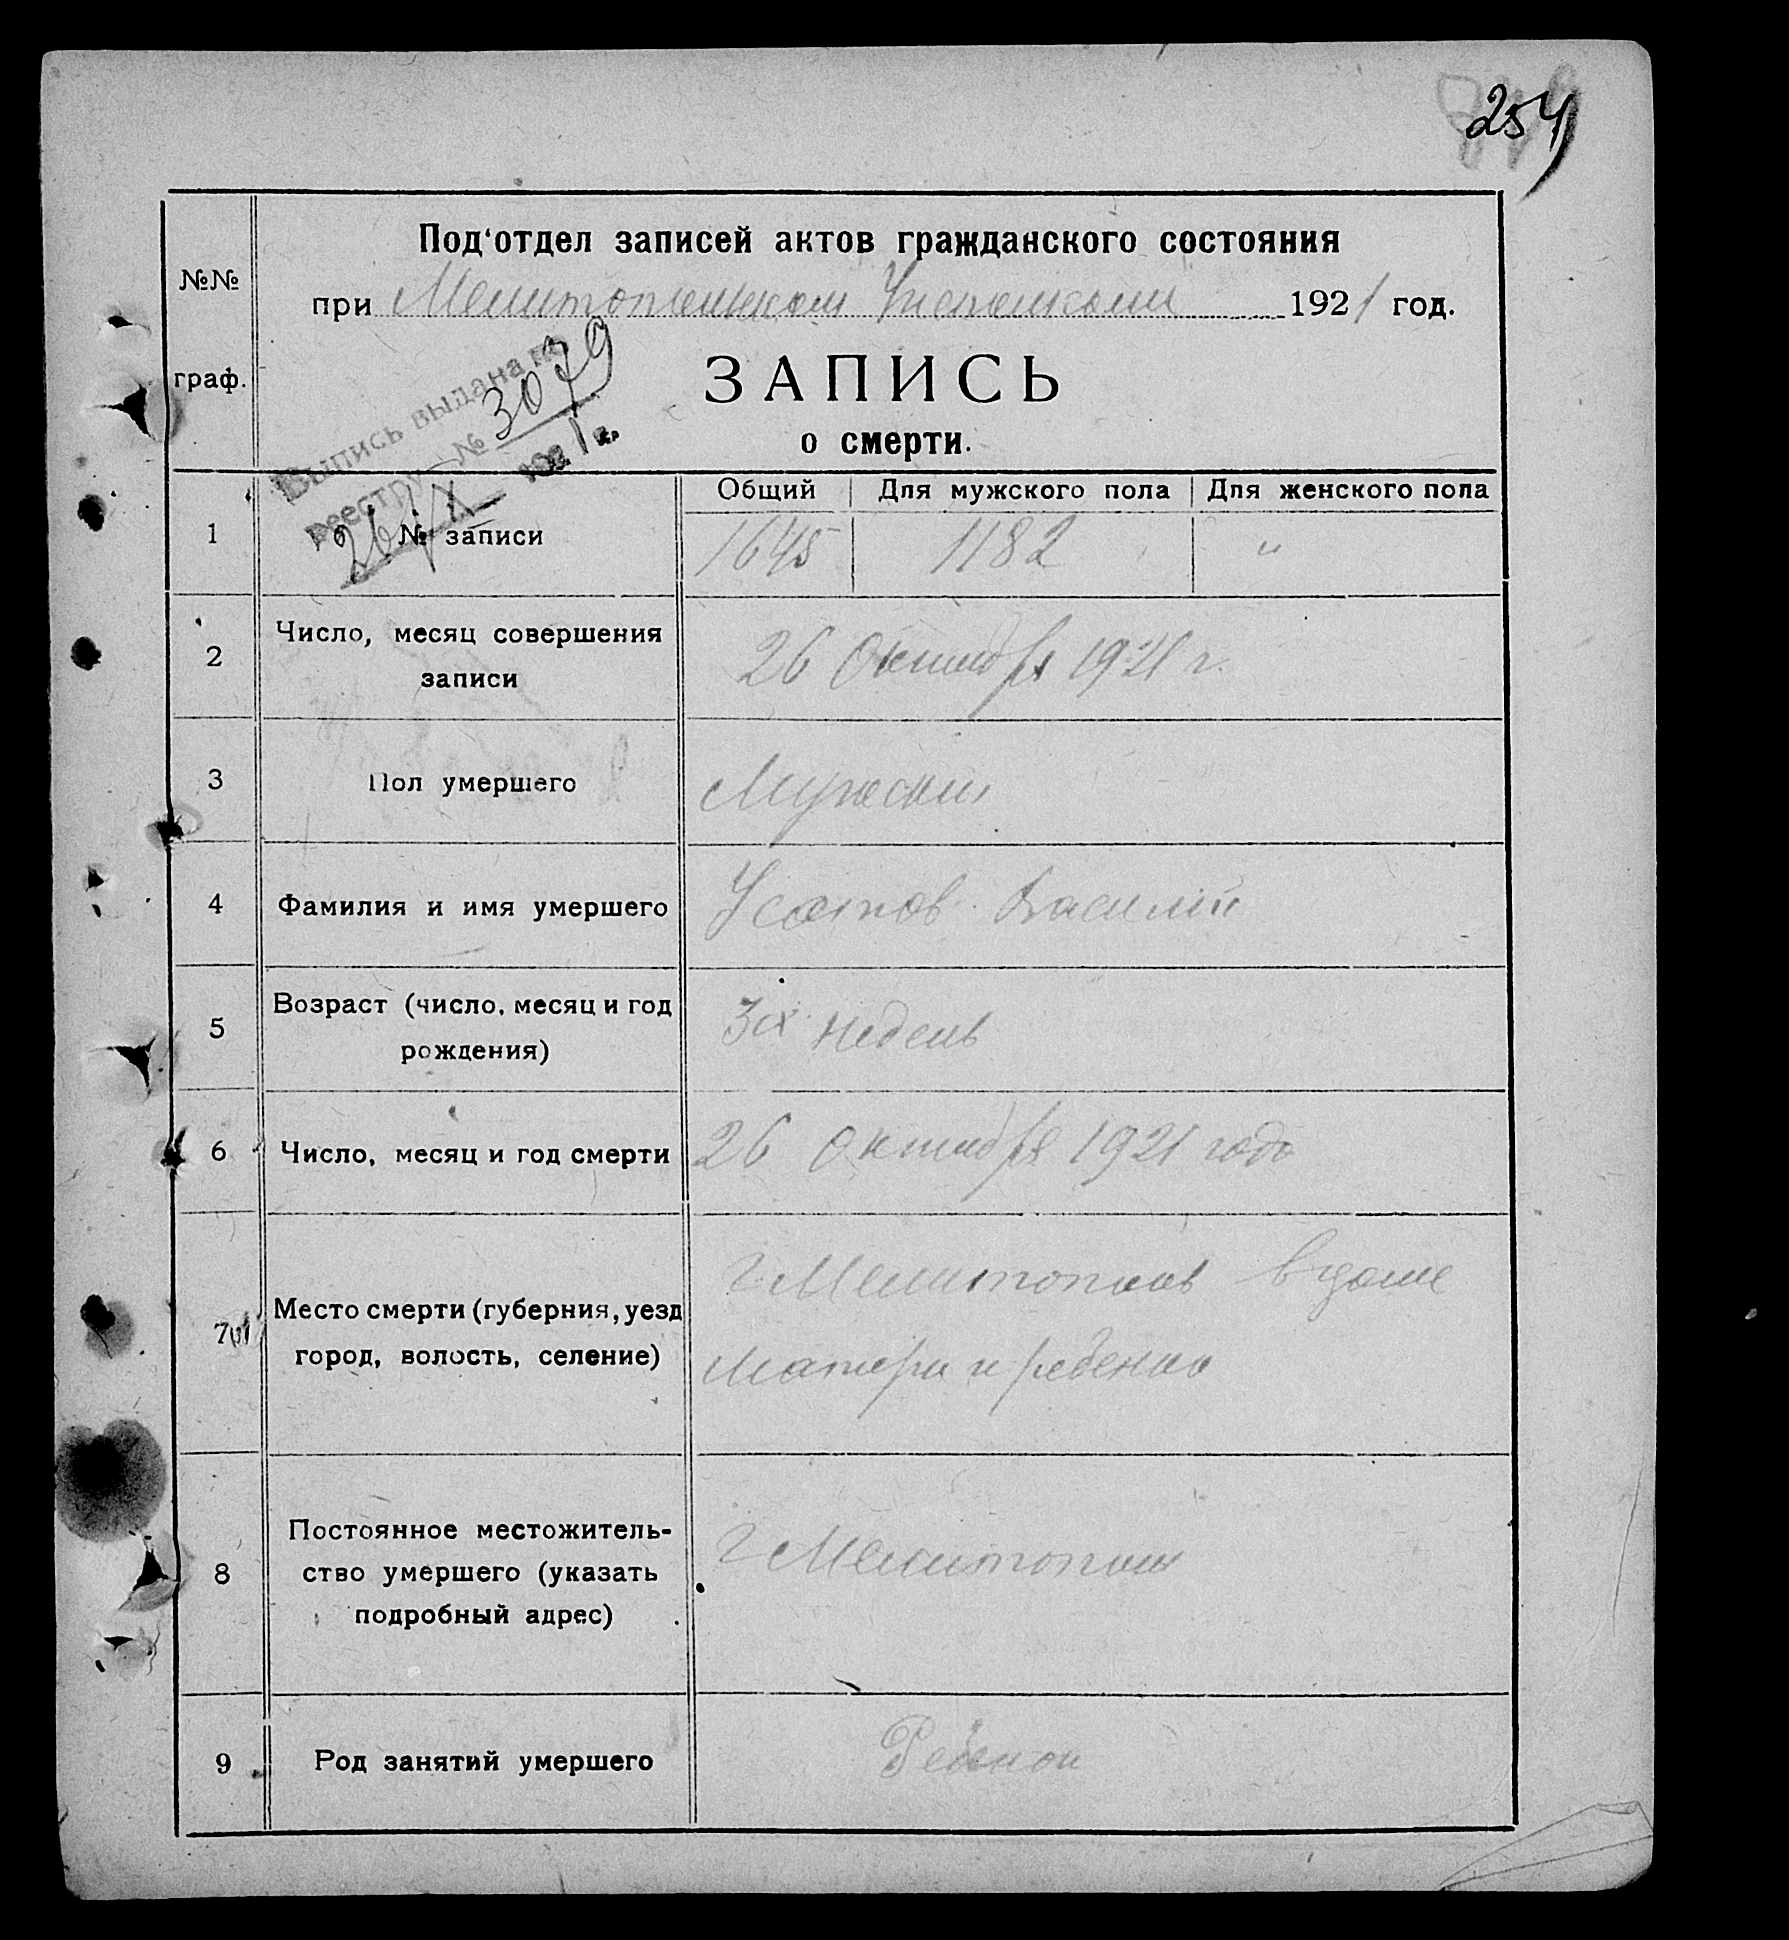 254
Под‘отдел записей актов гражданского состояния
№№
при Мелитопольском Уисполкоме 1921 год.
граф.
ЗАПИСЬ
о смерти.
Выпись выдана по
реестру № 3079
26/X 1921 г.
Общий Для мужского пола Для женского пола
1 № записи 1645 1182 "
2 Число, месяц совершения
записи
26 Октября 1921 г.
3 Пол умершего Мужской
4 Фамилия и имя умершего Усатов Василий
5 Возраст (число, месяц и год
рождения)
3х недель
6 Число, месяц и год смерти 26 Октября 1921 года
7 Место смерти (губерния, уезд
город, волость, селение)
г Мелитополь в доме
матери и ребенка
8 Постоянное местожитель-
ство умершего (указать
подробный адрес)
г Мелитополь
9 Род занятий умершего Ребенок